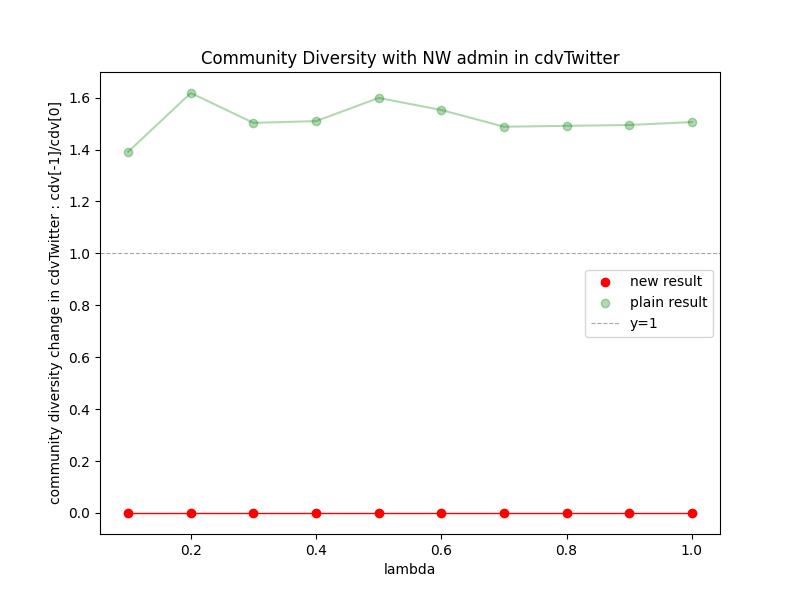 Community Diversity with NW admin in cdvTwitter
community diversity change in cdvTwitter : cdv[-1]/cdv[0]
1.6
1.4
1.2
1.0
0.8
0.6
0.4
0.2
0.0
new result
plain result
y=1
0.2 0.4 0.6 0.8 1.0
lambda